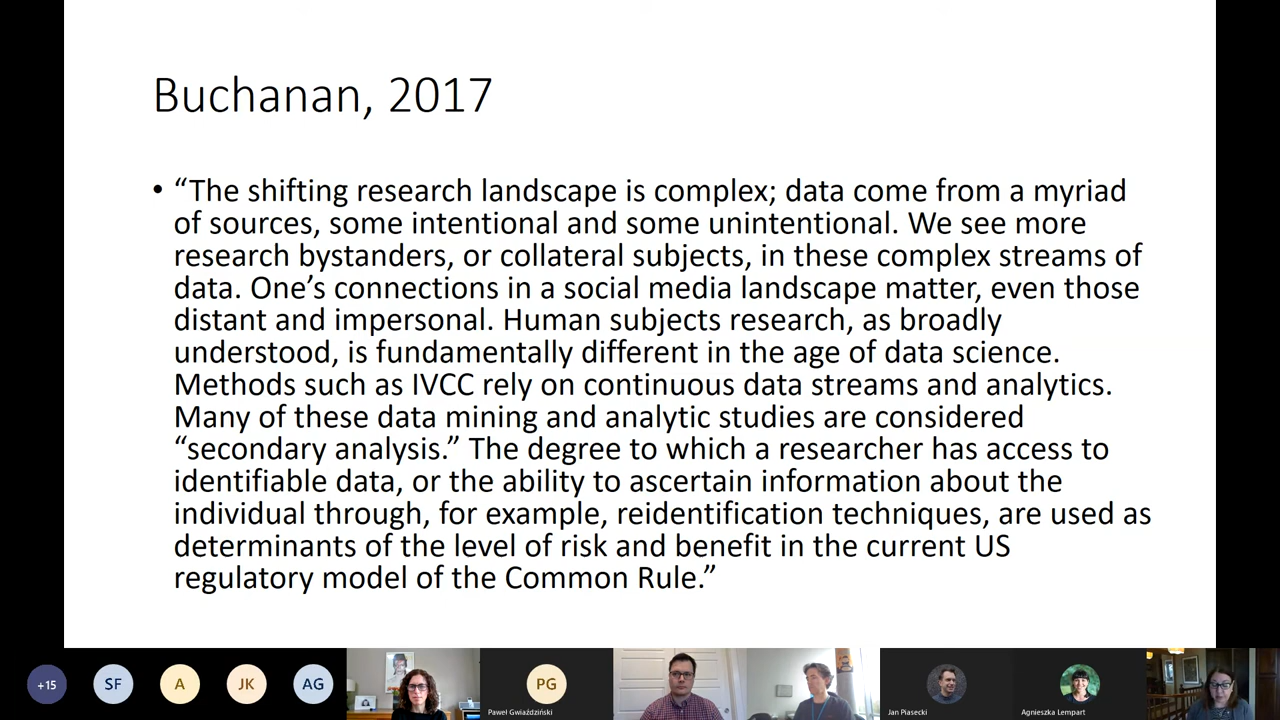 Buchanan, 2017
• “The shifting research landscape is complex; data come from a myriad
of sources, some intentional and some unintentional. We see more
research bystanders, or collateral subjects, in these complex streams of
data. One’s connections in a social media landscape matter, even those
distant and impersonal. Human subjects research, as broadly
understood, is fundamentally different in the age of data science.
Methods such as IVCC rely on continuous data streams and analytics.
Many of these data mining and analytic studies are considered
“secondary analysis.” The degree to which a researcher has access to
identifiable data, or the ability to ascertain information about the
individual through, for example, reidentification techniques, are used as
determinants of the level of risk and benefit in the current US
regulatory model of the Common Rule.”
+15
SF
A
JK
AG
PG
Paweł Gwiaździński
Jan Piasecki
Agnieszka Lempart